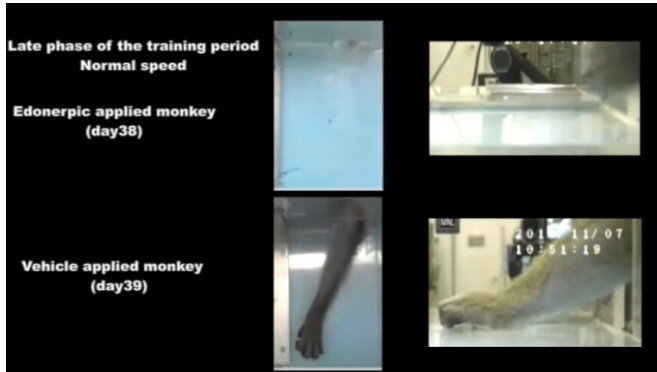 Late phase of the training period
Normal speed
Edonerpic applied monkey
(day38)
Vehicle applied monkey
(day39)
11/07
10:51:19